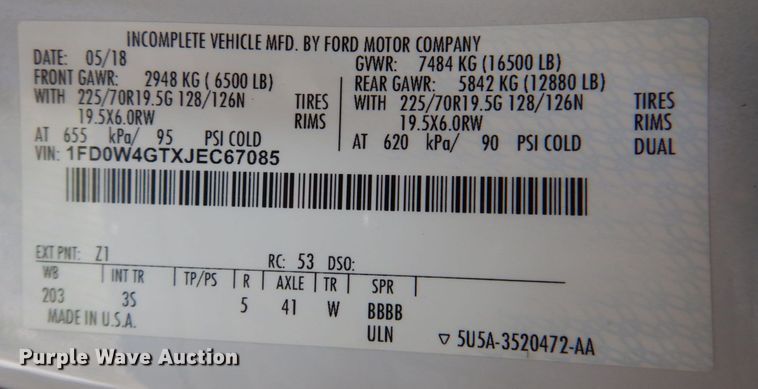 INCOMPLETE VEHICLE MFD. BY FORD MOTOR COMPANY
DATE: 05/18 GVWR: 7484 KG (16500 LB)
FRONT GAWR: 2948 KG ( 6500 LB) REAR GAWR: 5842 KG (12880 LB)
WITH 225/70R19.5G 128/126N TIRES WITH 225/70R19.5G 128/126N TIRES
19.5X6.0RW RIMS 19.5X6.0RW RIMS
AT 655 kPa/ 95 PSI COLD AT 620 kPa/ 90 PSI COLD DUAL
VIN: 1FD0W4GTXJEC67085
EXT PNT: Z1 RC: 53 DSO:
WB INT TR TP/PS R AXLE TR SPR
203 3S 5 41 W BBBB
MADE IN U.S.A. ULN ▽ 5U5A-3520472-AA
Purple Wave Auction